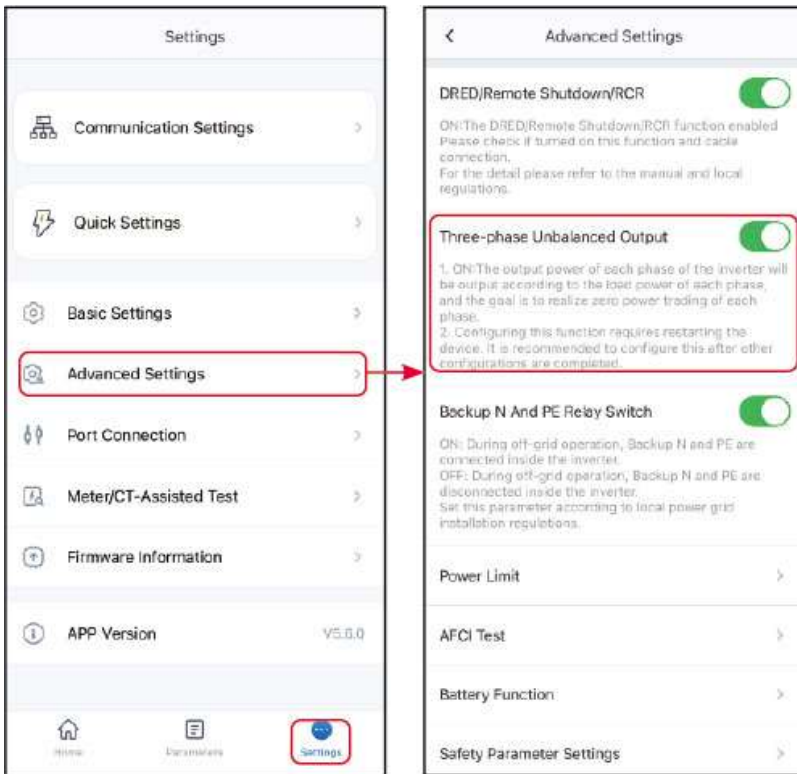 Settings
Communication Settings
Quick Settings
Basic Settings
Advanced Settings
Port Connection
Meter/CT-Assisted Test
Firmware Information
APP Version
V5.6.0
Home
Parameters
Settings
Advanced Settings
DRED/Remote Shutdown/RCR
ON:The DRED/Remote Shutdown/RCR function enabled
Please check if turned on this function and cable
connection.
For the detail please refer to the manual and local
regulations.
Three-phase Unbalanced Output
1. ON:The output power of each phase of the inverter will
be output according to the load power of each phase,
and the goal is to realize zero power trading of each
phase.
2. Configuring this function requires restarting the
device. It is recommended to configure this after other
configurations are completed.
Backup N And PE Relay Switch
ON: During off-grid operation, Backup N and PE are
connected inside the inverter.
OFF: During off-grid operation, Backup N and PE are
disconnected inside the inverter.
Set this parameter according to local power grid
installation regulations.
Power Limit
AFCI Test
Battery Function
Safety Parameter Settings